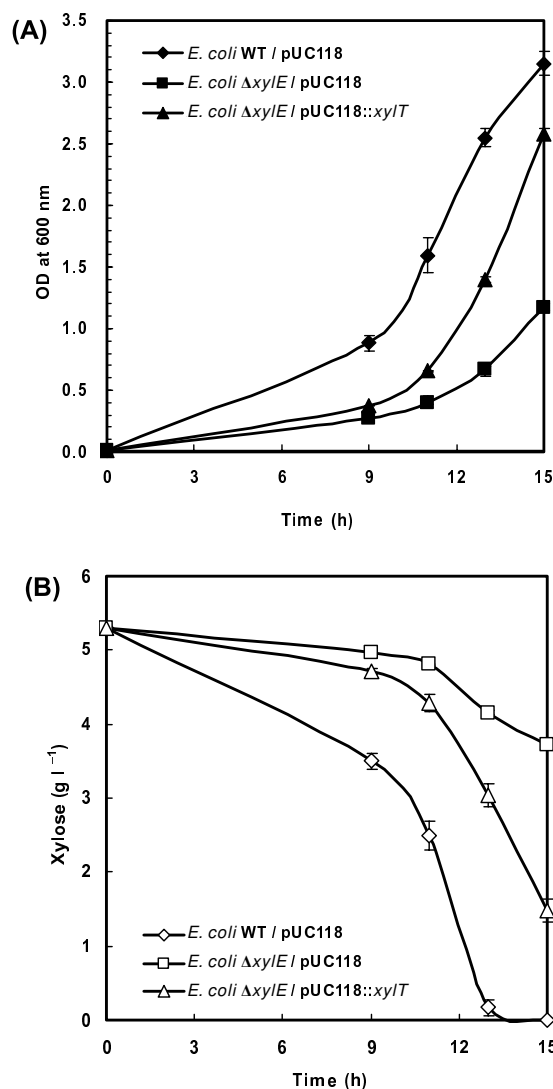 (A)
3.5
3.0
2.5
2.0
1.5
1.0
0.5
0.0
OD at 600 nm
E. coli WT / pUC118
E. coli ΔxylE / pUC118
E. coli ΔxylE / pUC118::xylT
0 3 6 9 12 15
Time (h)
(B)
6
5
4
3
2
1
0
Xylose (g l⁻¹)
E. coli WT / pUC118
E. coli ΔxylE / pUC118
E. coli ΔxylE / pUC118::xylT
0 3 6 9 12 15
Time (h)